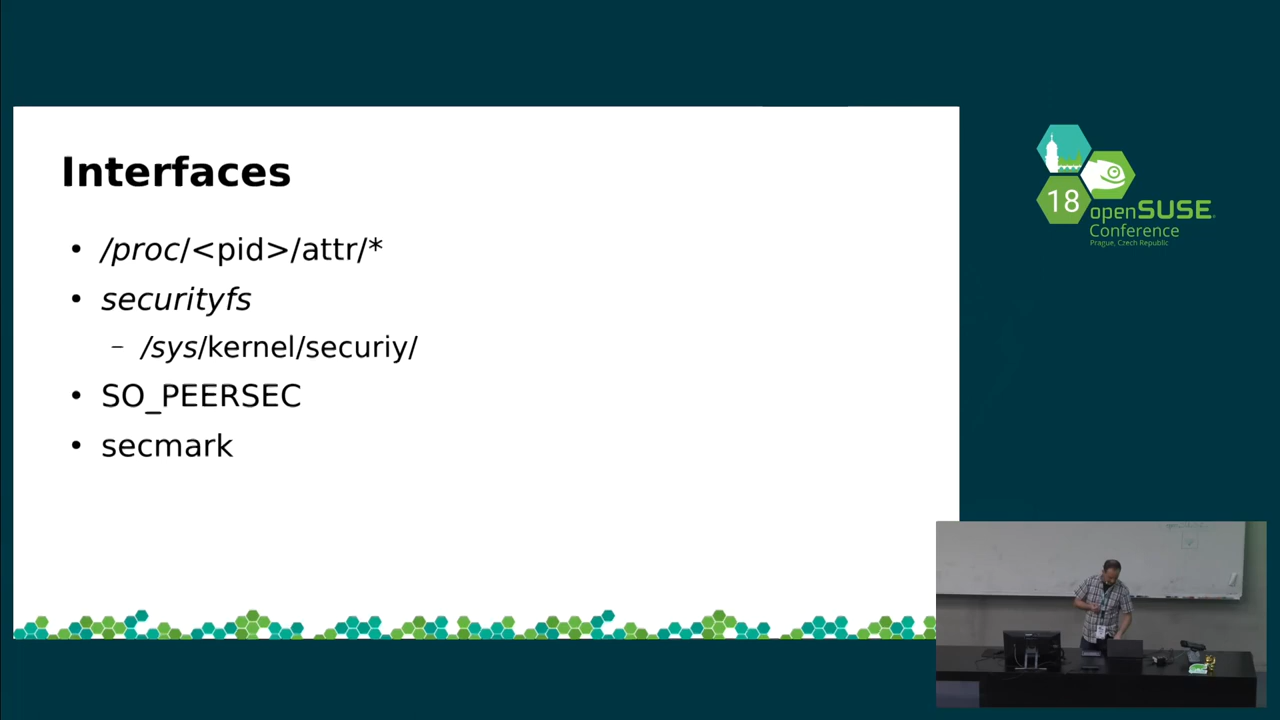 Interfaces
• /proc/<pid>/attr/*
• securityfs
– /sys/kernel/securiy/
• SO_PEERSEC
• secmark
18
openSUSE
Conference
Prague, Czech Republic